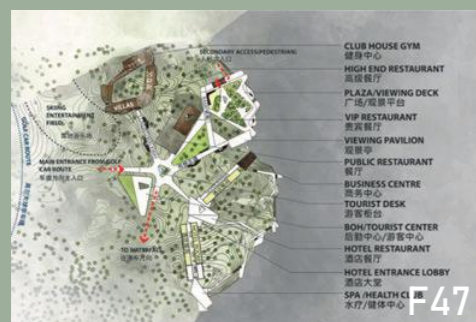 SECONDARY ACCESS(PEDESTRIAN)
VILLAS
SKIING
ENTERTAINMENT
FIELD
GOLF CAR ROUTE
MAIN ENTRANCE FROM GOLF
CAR ROUTE
TO WATERFALL
CLUB HOUSE GYM
健身中心
HIGH END RESTAURANT
高级餐厅
PLAZA/VIEWING DECK
广场/观景平台
VIP RESTAURANT
贵宾餐厅
VIEWING PAVILION
观景亭
PUBLIC RESTAURANT
餐厅
BUSINESS CENTRE
商务中心
TOURIST DESK
游客柜台
BOH/TOURIST CENTER
后勤中心/游客中心
HOTEL RESTAURANT
酒店餐厅
HOTEL ENTRANCE LOBBY
酒店大堂
SPA /HEALTH CLUB
水疗/健体中心
F47